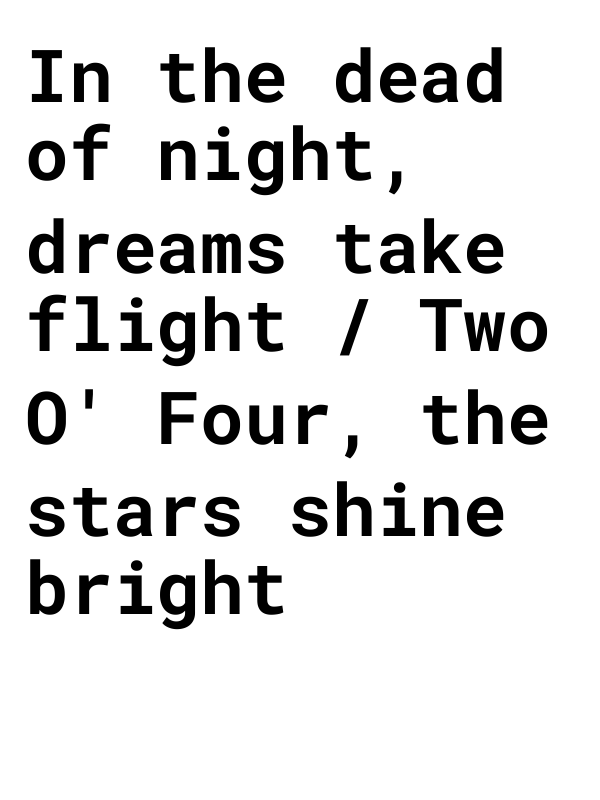 In the dead
of night,
dreams take
flight / Two
O' Four, the
stars shine
bright